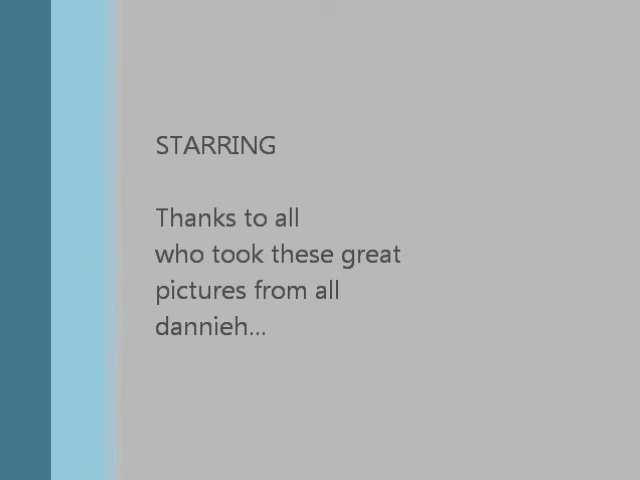 STARRING
Thanks to all
who took these great
pictures from all
dannieh...